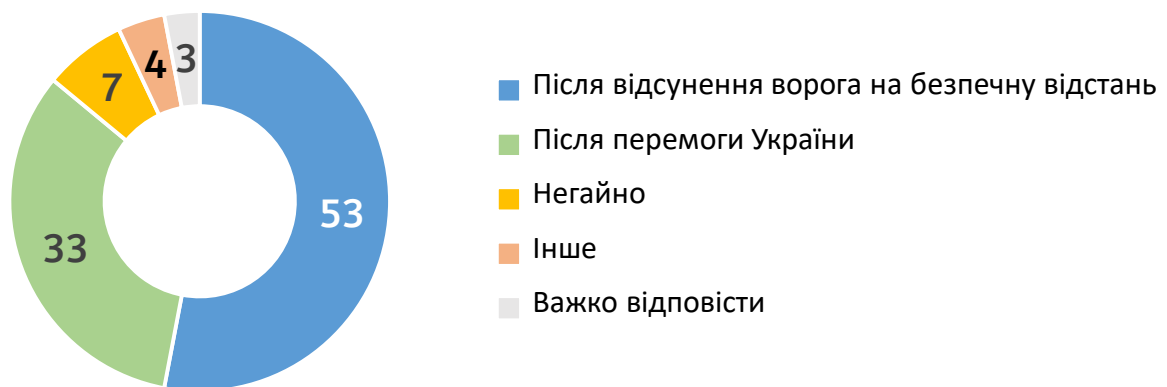 53
33
7
4
3
Після відсунення ворога на безпечну відстань
Після перемоги України
Негайно
Інше
Важко відповісти